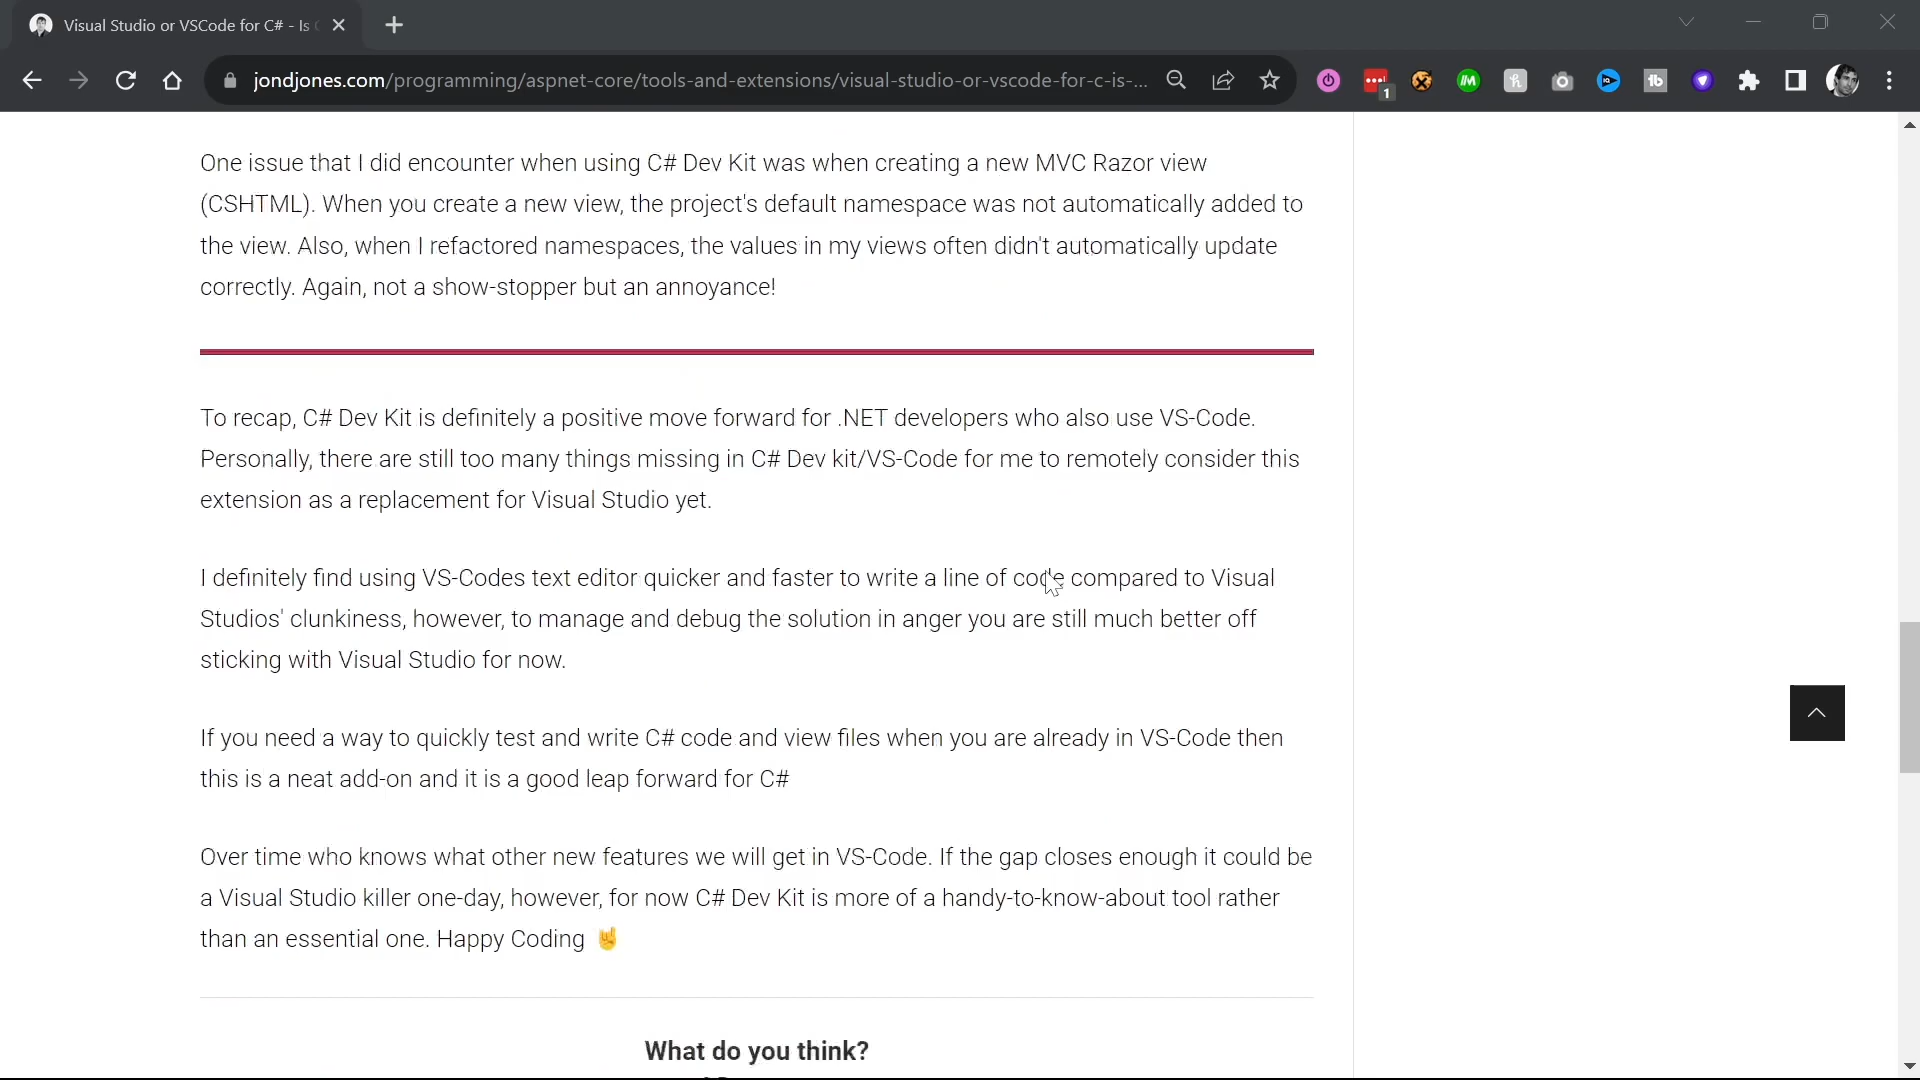 Visual Studio or VSCode for C# - Is
jondjones.com/programming/aspnet-core/tools-and-extensions/visual-studio-or-vscode-for-c-is-...
1
tb
One issue that I did encounter when using C# Dev Kit was when creating a new MVC Razor view
(CSHTML). When you create a new view, the project's default namespace was not automatically added to
the view. Also, when I refactored namespaces, the values in my views often didn't automatically update
correctly. Again, not a show-stopper but an annoyance!
To recap, C# Dev Kit is definitely a positive move forward for .NET developers who also use VS-Code.
Personally, there are still too many things missing in C# Dev kit/VS-Code for me to remotely consider this
extension as a replacement for Visual Studio yet.
I definitely find using VS-Codes text editor quicker and faster to write a line of code compared to Visual
Studios' clunkiness, however, to manage and debug the solution in anger you are still much better off
sticking with Visual Studio for now.
If you need a way to quickly test and write C# code and view files when you are already in VS-Code then
this is a neat add-on and it is a good leap forward for C#
Over time who knows what other new features we will get in VS-Code. If the gap closes enough it could be
a Visual Studio killer one-day, however, for now C# Dev Kit is more of a handy-to-know-about tool rather
than an essential one. Happy Coding 🤘
What do you think?